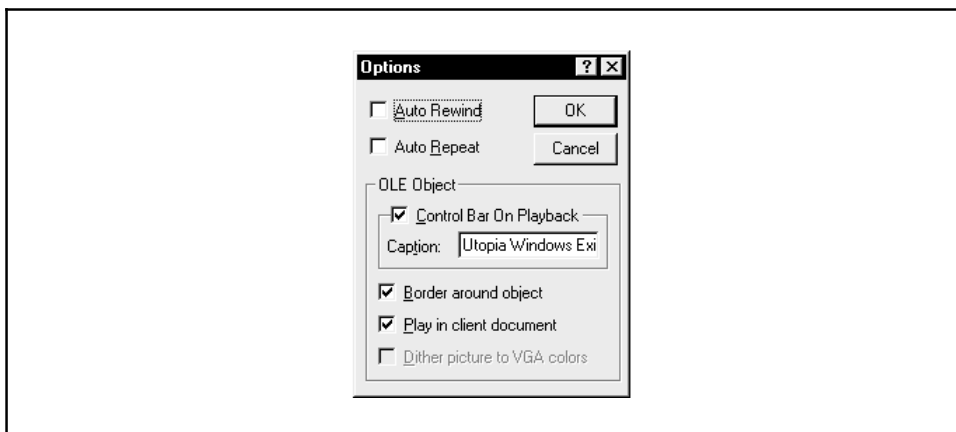 Options
Auto Rewind
OK
Auto Repeat
Cancel
OLE Object
Control Bar On Playback
Caption: Utopia Windows Exi
Border around object
Play in client document
Dither picture to VGA colors